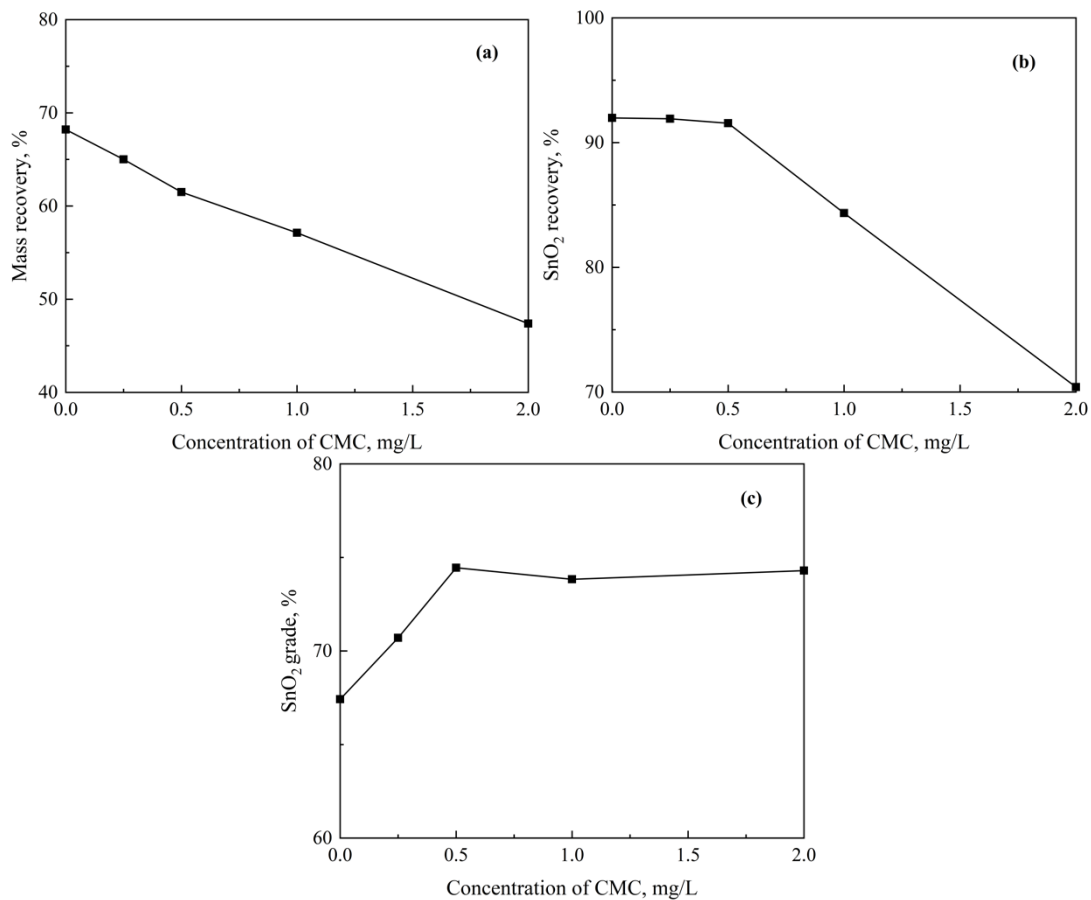 80
(a)
70
60
50
40
Mass recovery, %
0.0 0.5 1.0 1.5 2.0
Concentration of CMC, mg/L
100
(b)
90
80
70
SnO₂ recovery, %
0.0 0.5 1.0 1.5 2.0
Concentration of CMC, mg/L
80
(c)
70
60
SnO₂ grade, %
0.0 0.5 1.0 1.5 2.0
Concentration of CMC, mg/L